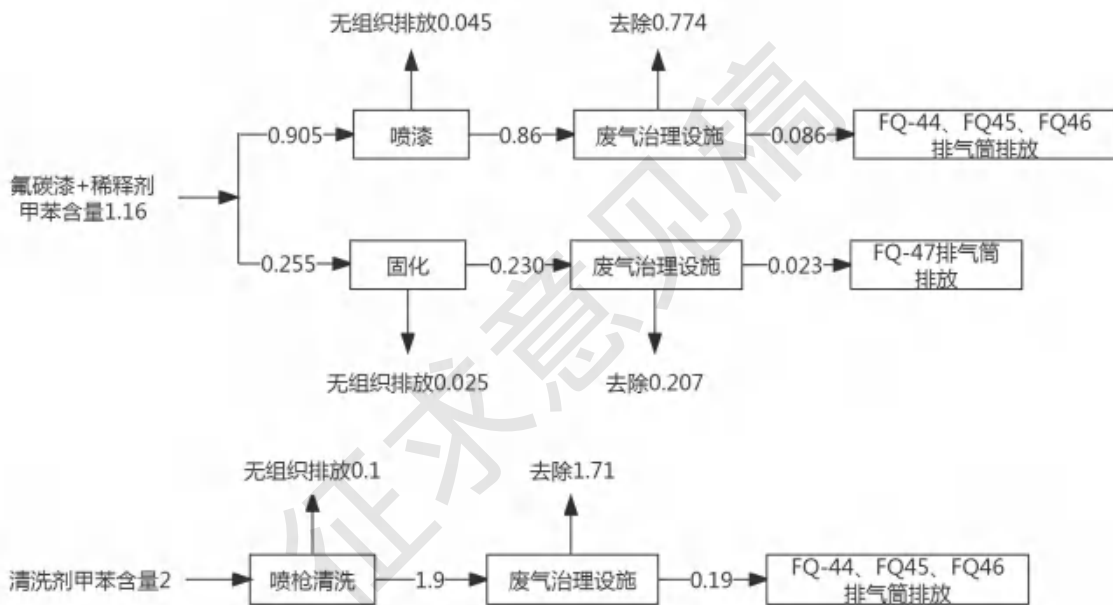 无组织排放0.045
去除0.774
0.905
喷漆
0.86
废气治理设施
0.086
FQ-44、FQ45、FQ46
排气筒排放
氟碳漆+稀释剂
甲苯含量1.16
0.255
固化
0.230
废气治理设施
0.023
FQ-47排气筒
排放
无组织排放0.025
去除0.207
无组织排放0.1
去除1.71
清洗剂甲苯含量2
喷枪清洗
1.9
废气治理设施
0.19
FQ-44、FQ45、FQ46
排气筒排放
征求意见稿